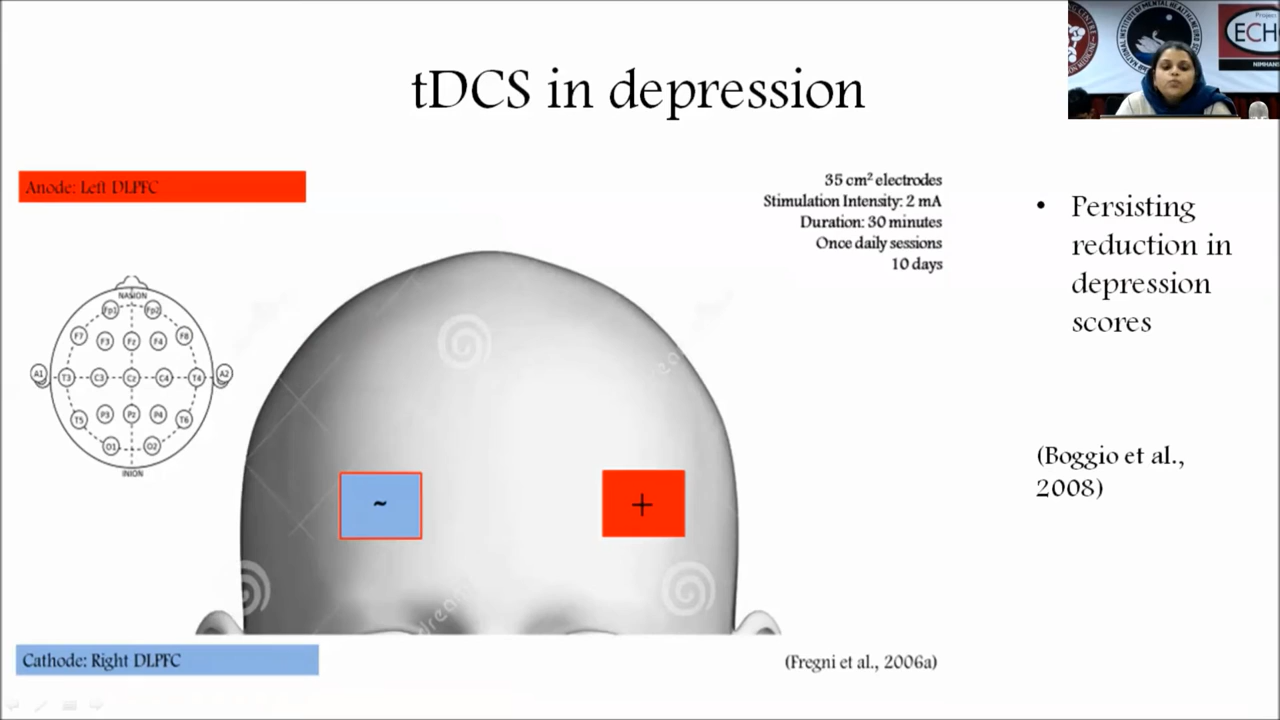 tDCS in depression
Anode: Left DLPFC
35 cm² electrodes
Stimulation Intensity: 2 mA
Duration: 30 minutes
Once daily sessions
10 days
• Persisting
reduction in
depression
scores
(Boggio et al.,
2008)
NASION
Fp1 Fp2
F7 F3 Fz F4 F8
A1 T3 C3 Cz C4 T4 A2
T5 P3 Pz P4 T6
O1 O2
INION
~ +
Cathode: Right DLPFC
(Fregni et al., 2006a)
Project
ECH
NIMHANS